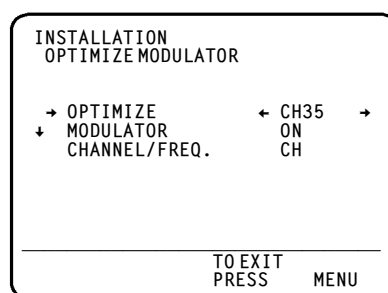 INSTALLATION
OPTIMIZE MODULATOR
→ OPTIMIZE ← CH35 →
↓ MODULATOR ON
CHANNEL/FREQ. CH
TO EXIT
PRESS MENU